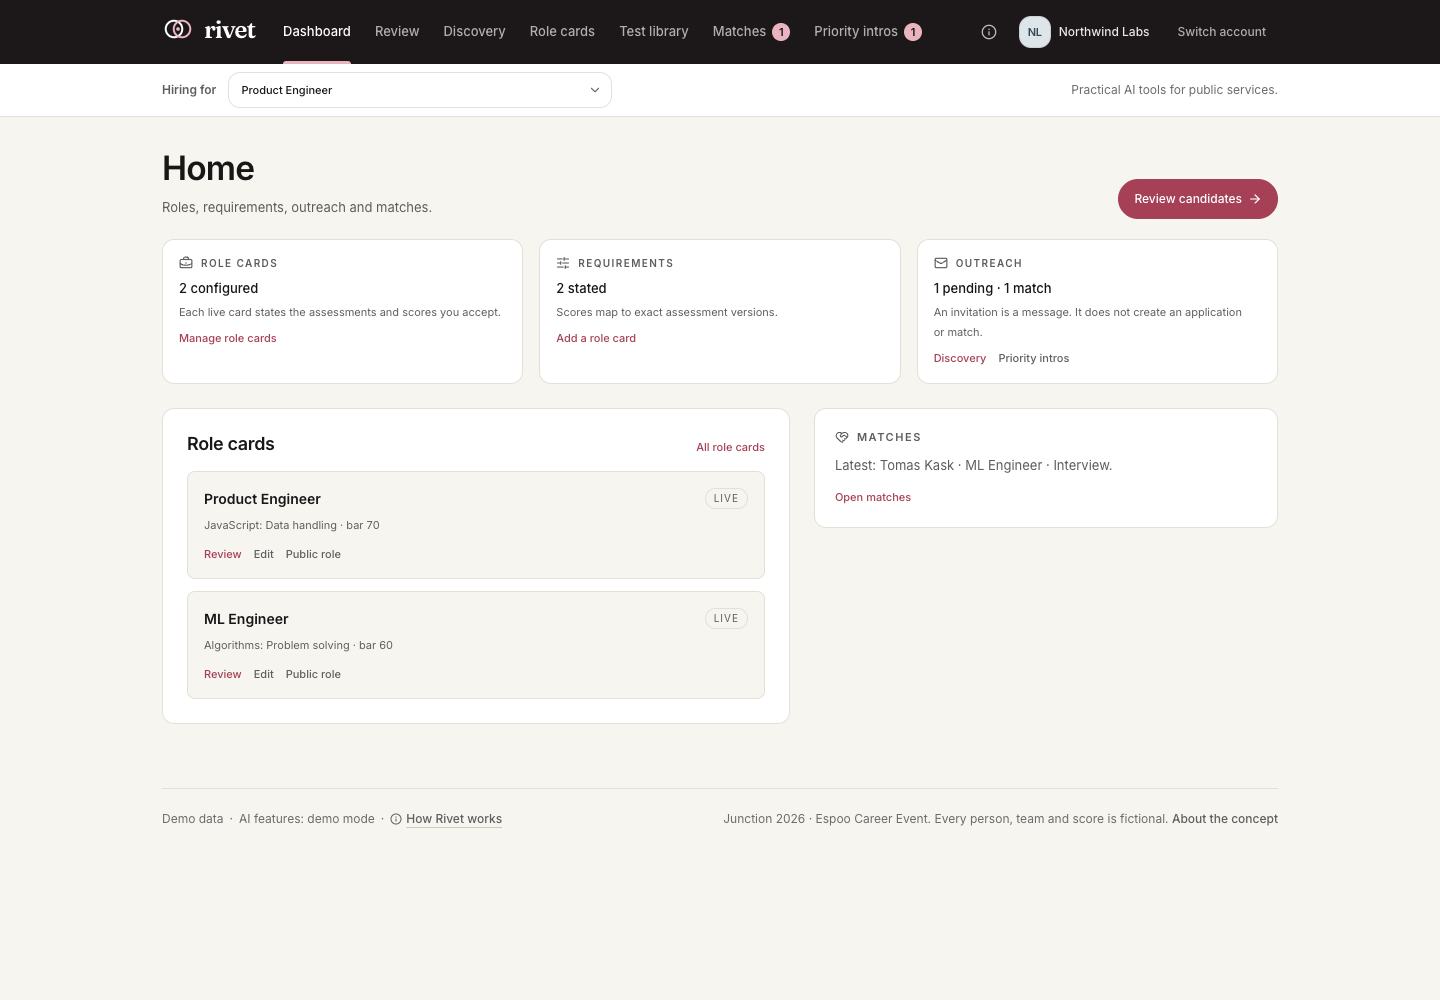 rivet
Dashboard
Review
Discovery
Role cards
Test library
Matches 1
Priority intros 1
NL
Northwind Labs
Switch account
Hiring for
Product Engineer
Practical AI tools for public services.
Home
Roles, requirements, outreach and matches.
Review candidates
ROLE CARDS
2 configured
Each live card states the assessments and scores you accept.
Manage role cards
REQUIREMENTS
2 stated
Scores map to exact assessment versions.
Add a role card
OUTREACH
1 pending · 1 match
An invitation is a message. It does not create an application
or match.
Discovery Priority intros
Role cards
All role cards
Product Engineer
LIVE
JavaScript: Data handling · bar 70
Review Edit Public role
ML Engineer
LIVE
Algorithms: Problem solving · bar 60
Review Edit Public role
MATCHES
Latest: Tomas Kask · ML Engineer · Interview.
Open matches
Demo data · AI features: demo mode · How Rivet works
Junction 2026 · Espoo Career Event. Every person, team and score is fictional. About the concept